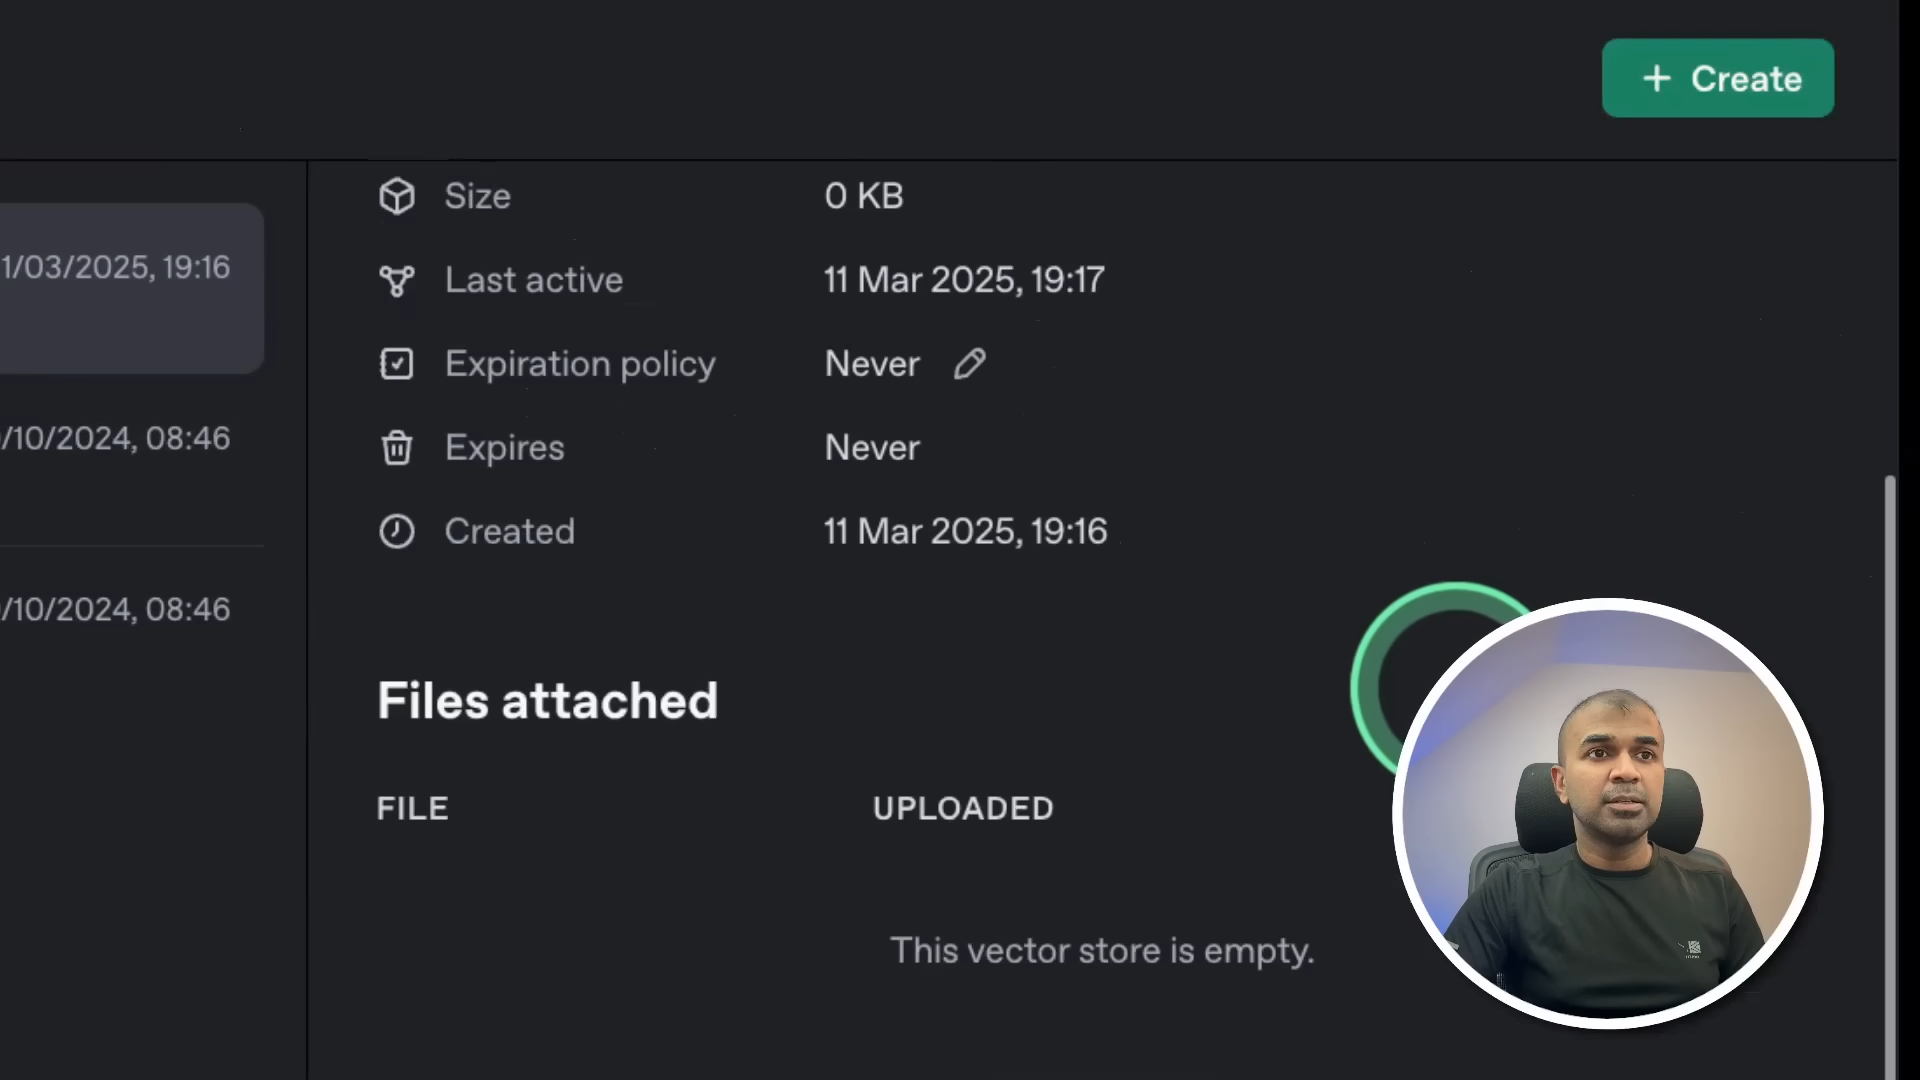 + Create
Size 0 KB
1/03/2025, 19:16
Last active 11 Mar 2025, 19:17
Expiration policy Never
/10/2024, 08:46
Expires Never
Created 11 Mar 2025, 19:16
/10/2024, 08:46
Files attached
FILE UPLOADED
This vector store is empty.